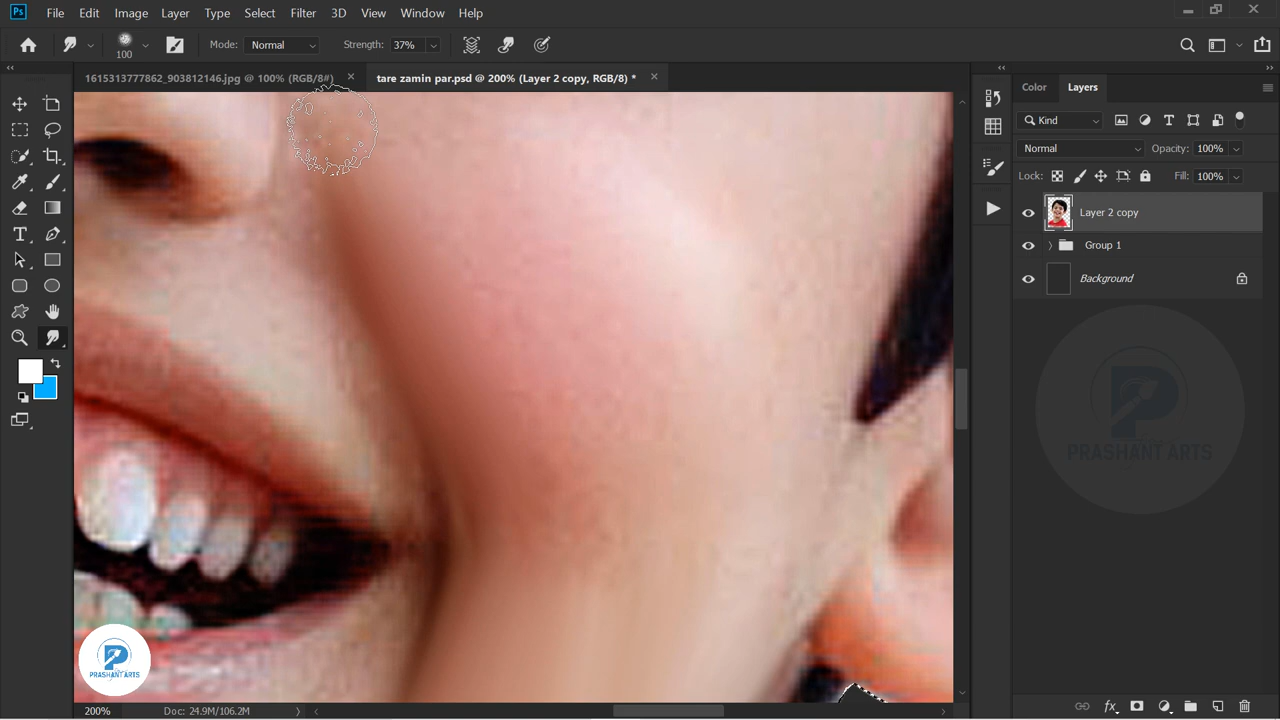 Ps File Edit Image Layer Type Select Filter 3D View Window Help
100 Mode: Normal Strength: 37%
1615313777862_903812146.jpg @ 100% (RGB/8#) × tare zamin par.psd @ 200% (Layer 2 copy, RGB/8) * ×
Color Layers
Kind
Normal Opacity: 100%
Lock: Fill: 100%
Layer 2 copy
Group 1
Background
PRASHANT ARTS
PRASHANT ARTS
200% Doc: 24.9M/106.2M